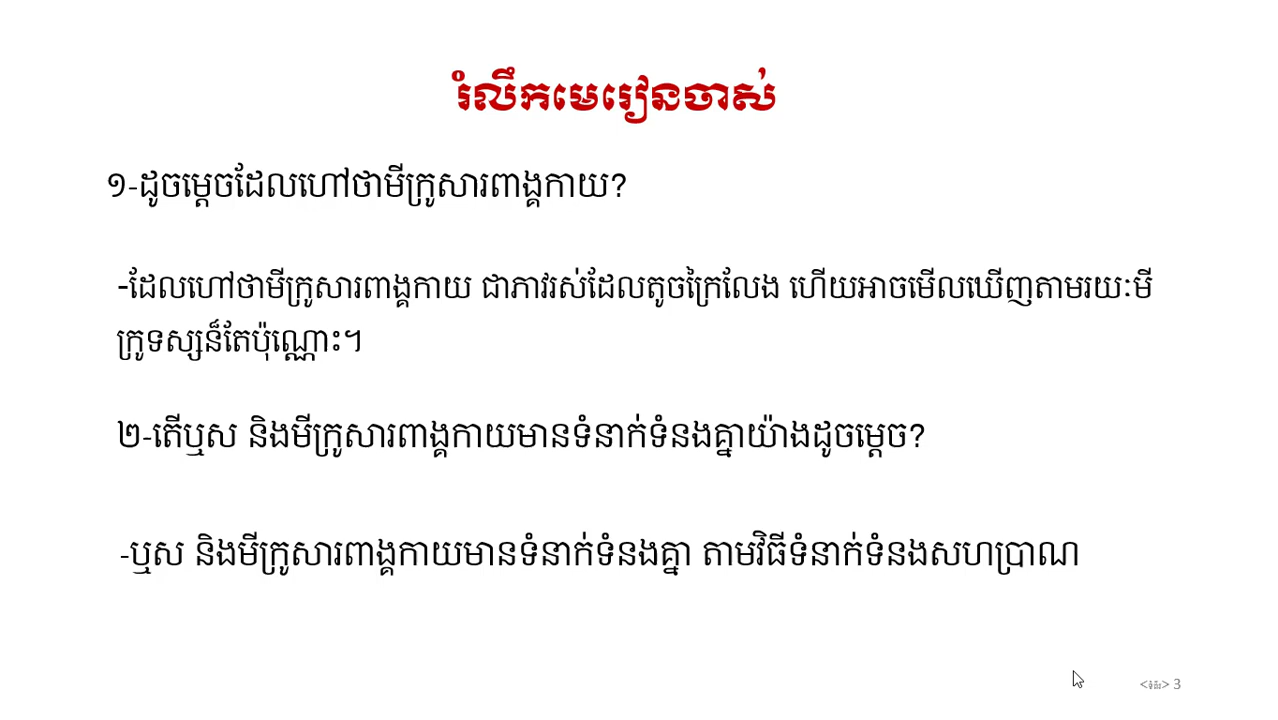 រំលឹកមេរៀនចាស់
១-ដូចម្ដេចដែលហៅថាមីក្រូសារពាង្គកាយ?
-ដែលហៅថាមីក្រូសារពាង្គកាយ ជាភាវរស់ដែលតូចក្រៃលែង ហើយអាចមើលឃើញតាមរយៈមី
ក្រូទស្សន៏តែប៉ុណ្ណោះ។
២-តើឬស និងមីក្រូសារពាង្គកាយមានទំនាក់ទំនងគ្នាយ៉ាងដូចម្ដេច?
-ឬស និងមីក្រូសារពាង្គកាយមានទំនាក់ទំនងគ្នា តាមវិធីទំនាក់ទំនងសហប្រាណ
<ទំព័រ> 3